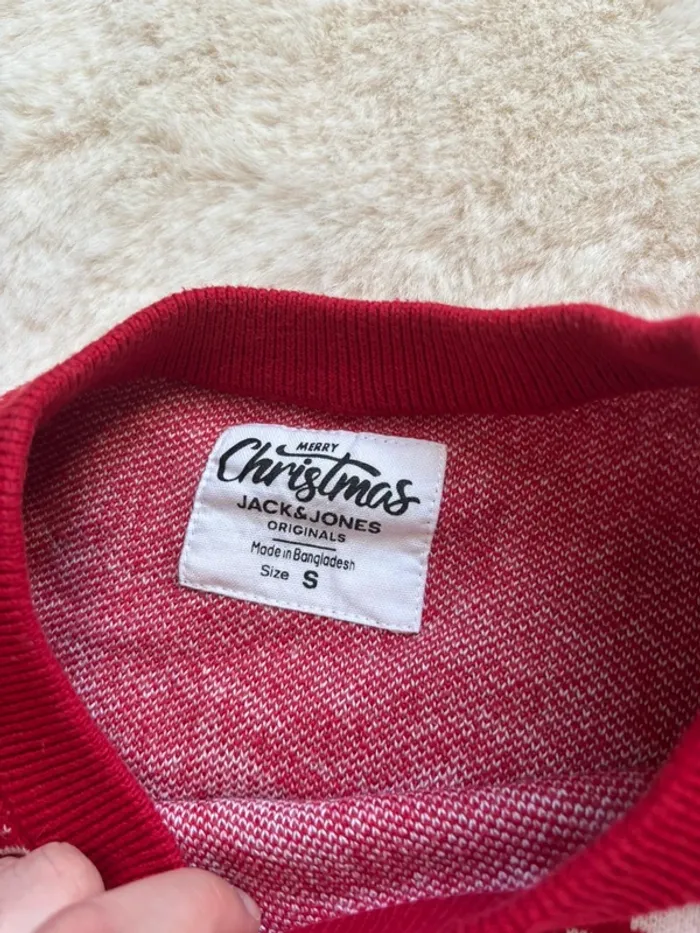 MERRY
Christmas
JACK&JONES
ORIGINALS
Made in Bangladesh
Size S